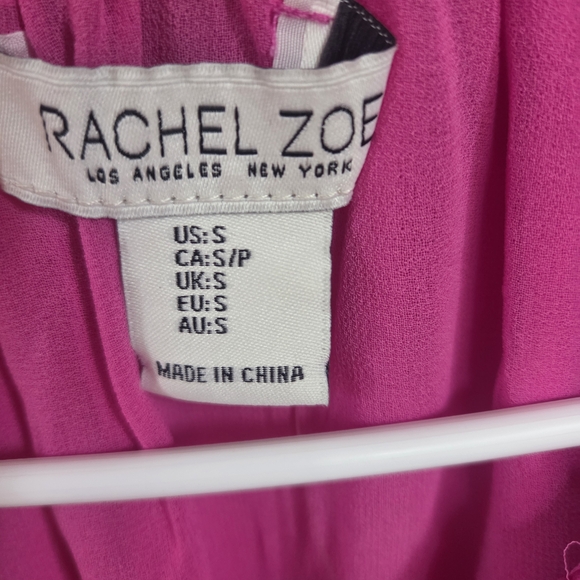 RACHEL ZOE
LOS ANGELES NEW YORK
US:S
CA:S/P
UK:S
EU:S
AU:S
MADE IN CHINA